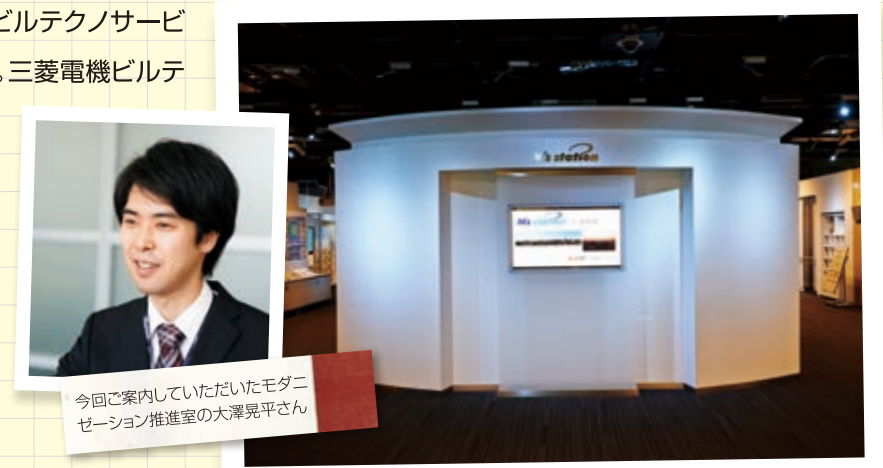 ビルテクノサービ
。三菱電機ビルテ
M's station
今回ご案内していただいたモダニ
ゼーション推進室の大澤晃平さん